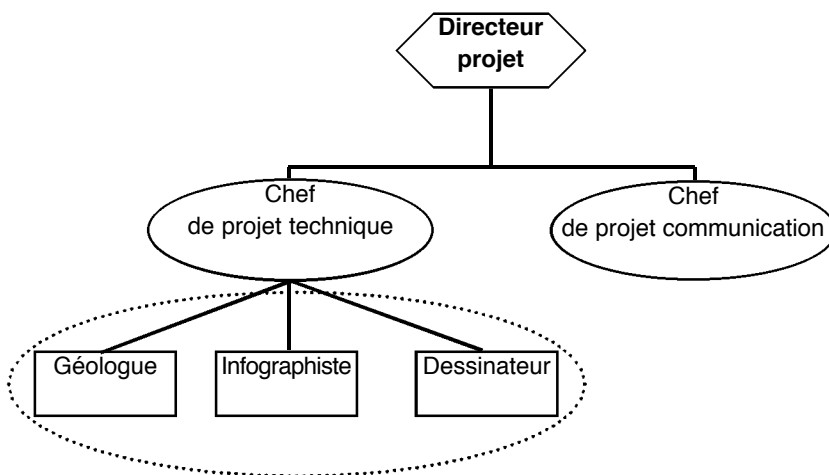 Directeur
projet
Chef
de projet technique
Chef
de projet communication
Géologue
Infographiste
Dessinateur